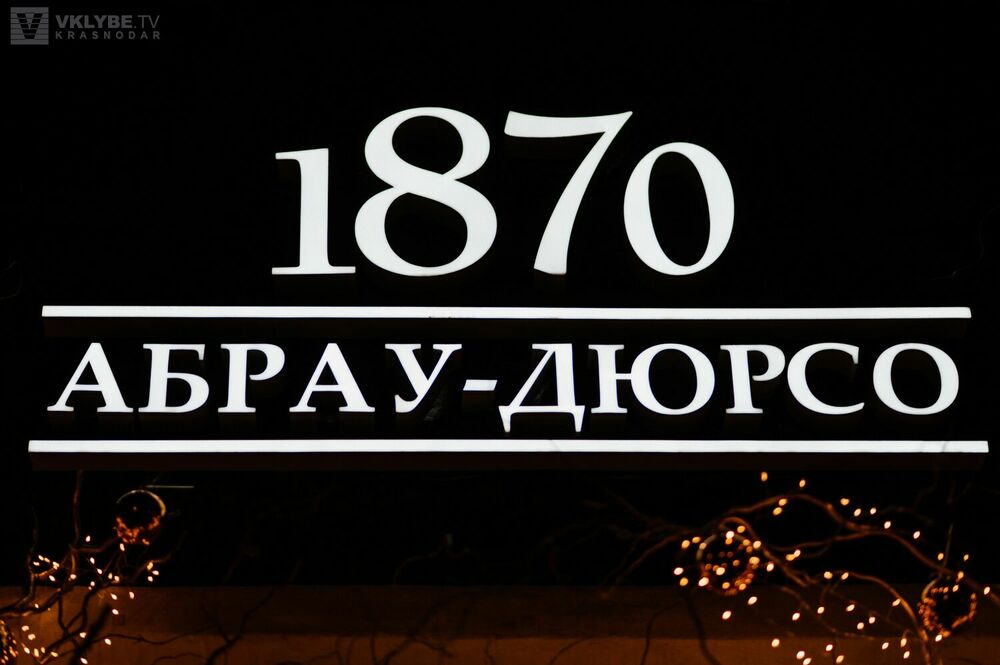 VKLYBE.TV
KRASNODAR
1870
АБРАУ-ДЮРСО